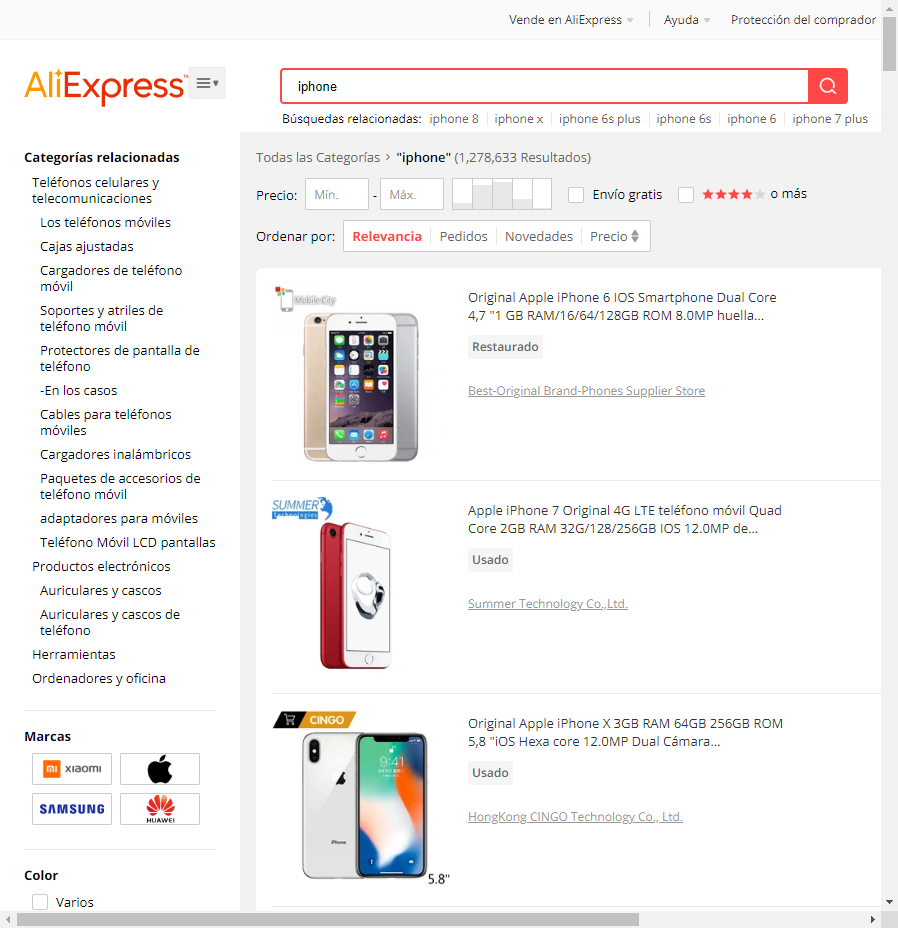 Vende en AliExpress
Ayuda
Protección del comprador
AliExpress™
iphone
Búsquedas relacionadas: iphone 8 iphone x iphone 6s plus iphone 6s iphone 6 iphone 7 plus
Categorías relacionadas
Teléfonos celulares y
telecomunicaciones
Los teléfonos móviles
Cajas ajustadas
Cargadores de teléfono
móvil
Soportes y atriles de
teléfono móvil
Protectores de pantalla de
teléfono
-En los casos
Cables para teléfonos
móviles
Cargadores inalámbricos
Paquetes de accesorios de
teléfono móvil
adaptadores para móviles
Teléfono Móvil LCD pantallas
Productos electrónicos
Auriculares y cascos
Auriculares y cascos de
teléfono
Herramientas
Ordenadores y oficina
Marcas
mi xiaomi
SAMSUNG
HUAWEI
Color
Varios
Todas las Categorías > "iphone" (1,278,633 Resultados)
Precio: Mín. - Máx. Envío gratis o más
Ordenar por: Relevancia Pedidos Novedades Precio
Mobile City
Original Apple iPhone 6 IOS Smartphone Dual Core
4,7 "1 GB RAM/16/64/128GB ROM 8.0MP huella...
Restaurado
Best-Original Brand-Phones Supplier Store
SUMMER
Technologies
Apple iPhone 7 Original 4G LTE teléfono móvil Quad
Core 2GB RAM 32G/128/256GB IOS 12.0MP de...
Usado
Summer Technology Co.,Ltd.
CINGO
9:41
iPhone
5.8"
Original Apple iPhone X 3GB RAM 64GB 256GB ROM
5,8 "iOS Hexa core 12.0MP Dual Cámara...
Usado
HongKong CINGO Technology Co., Ltd.